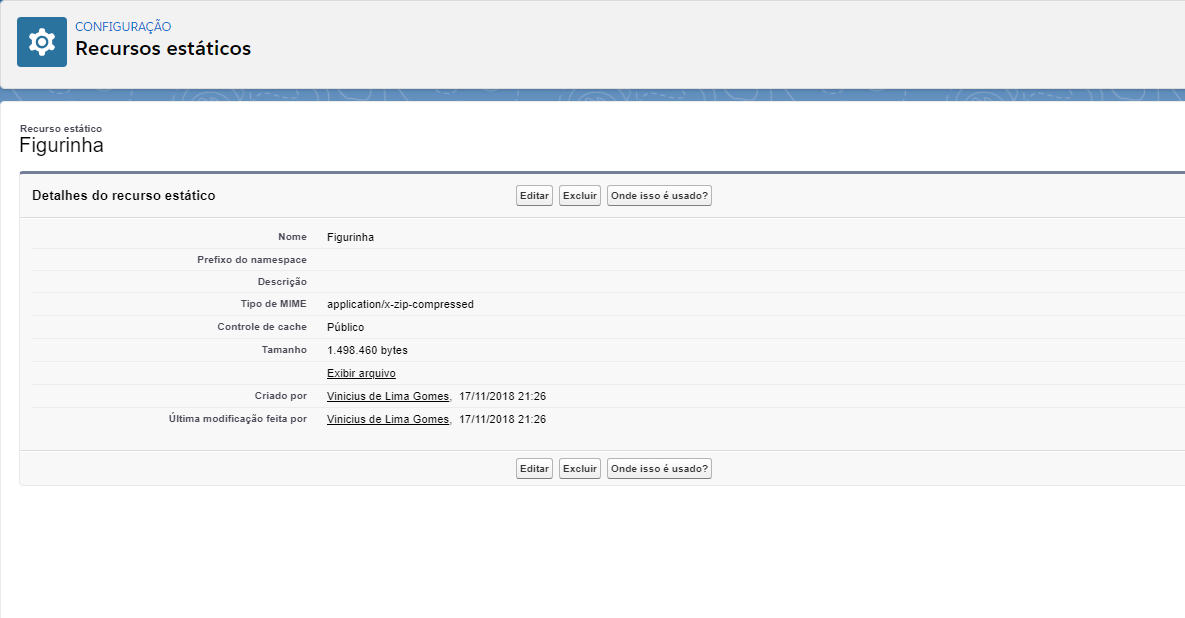 CONFIGURAÇÃO
Recursos estáticos
Recurso estático
Figurinha
Detalhes do recurso estático
Editar Excluir Onde isso é usado?
Nome Figurinha
Prefixo do namespace
Descrição
Tipo de MIME application/x-zip-compressed
Controle de cache Público
Tamanho 1.498.460 bytes
Exibir arquivo
Criado por Vinicius de Lima Gomes, 17/11/2018 21:26
Última modificação feita por Vinicius de Lima Gomes, 17/11/2018 21:26
Editar Excluir Onde isso é usado?